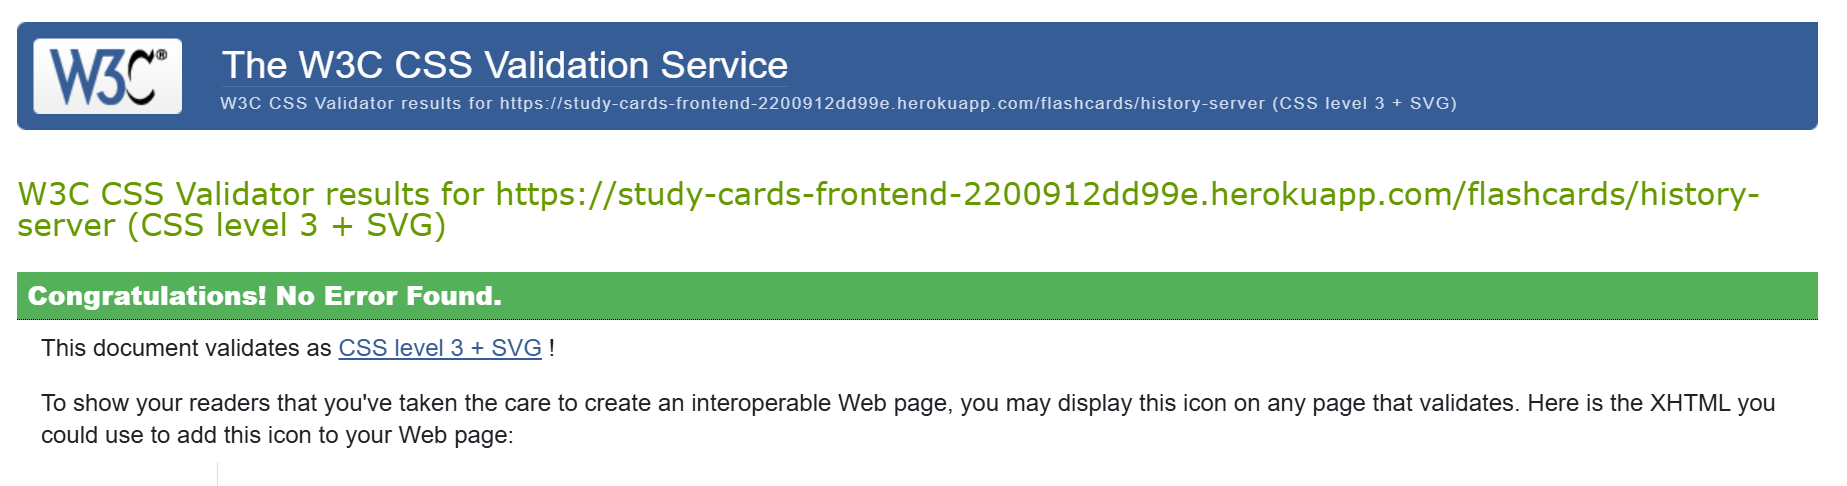 W3C®
The W3C CSS Validation Service
W3C CSS Validator results for https://study-cards-frontend-2200912dd99e.herokuapp.com/flashcards/history-server (CSS level 3 + SVG)
W3C CSS Validator results for https://study-cards-frontend-2200912dd99e.herokuapp.com/flashcards/history-
server (CSS level 3 + SVG)
Congratulations! No Error Found.
This document validates as CSS level 3 + SVG !
To show your readers that you've taken the care to create an interoperable Web page, you may display this icon on any page that validates. Here is the XHTML you
could use to add this icon to your Web page: